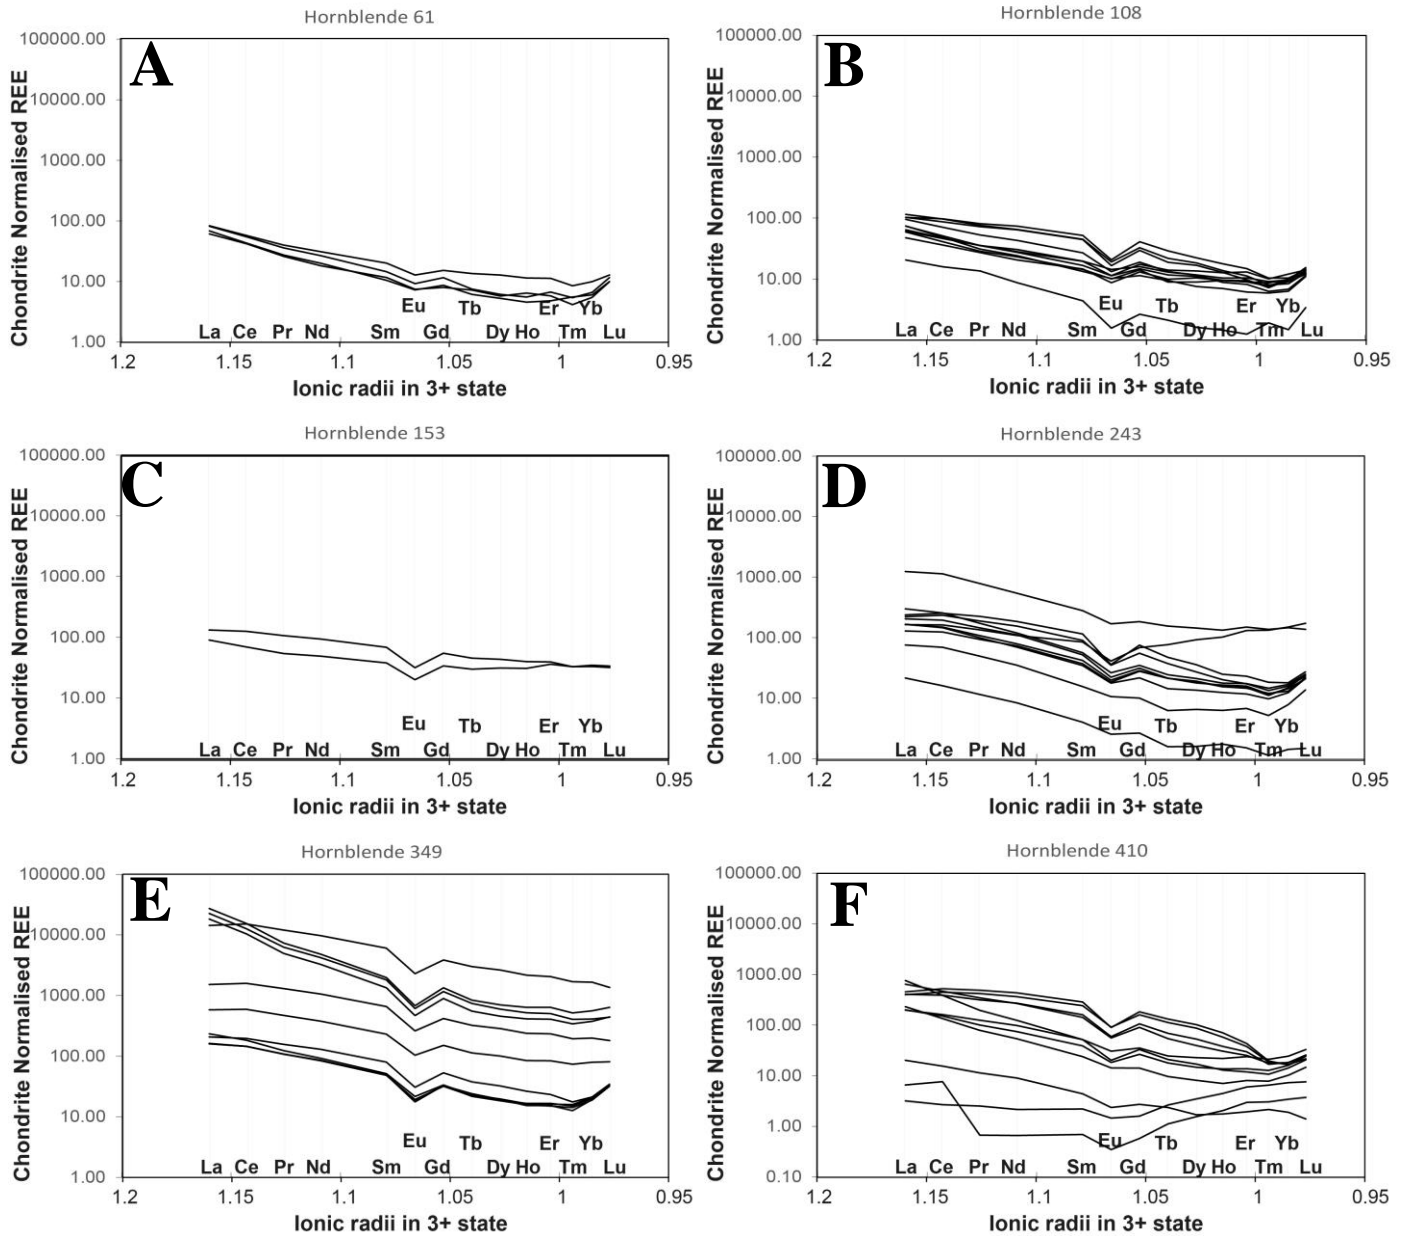 Hornblende 61
A
Chondrite Normalised REE
100000.00
10000.00
1000.00
100.00
10.00
1.00
Eu Tb Er Yb
La Ce Pr Nd Sm Gd Dy Ho Tm Lu
1.2 1.15 1.1 1.05 1 0.95
Ionic radii in 3+ state
Hornblende 108
B
Chondrite Normalised REE
100000.00
10000.00
1000.00
100.00
10.00
1.00
Eu Tb Er Yb
La Ce Pr Nd Sm Gd Dy Ho Tm Lu
1.2 1.15 1.1 1.05 1 0.95
Ionic radii in 3+ state
Hornblende 153
C
Chondrite Normalised REE
100000.00
10000.00
1000.00
100.00
10.00
1.00
Eu Tb Er Yb
La Ce Pr Nd Sm Gd Dy Ho Tm Lu
1.2 1.15 1.1 1.05 1 0.95
Ionic radii in 3+ state
Hornblende 243
D
Chondrite Normalised REE
100000.00
10000.00
1000.00
100.00
10.00
1.00
Eu Tb Er Yb
La Ce Pr Nd Sm Gd Dy Ho Tm Lu
1.2 1.15 1.1 1.05 1 0.95
Ionic radii in 3+ state
Hornblende 349
E
Chondrite Normalised REE
100000.00
10000.00
1000.00
100.00
10.00
1.00
Eu Tb Er Yb
La Ce Pr Nd Sm Gd Dy Ho Tm Lu
1.2 1.15 1.1 1.05 1 0.95
Ionic radii in 3+ state
Hornblende 410
F
Chondrite Normalised REE
100000.00
10000.00
1000.00
100.00
10.00
1.00
0.10
Eu Tb Er Yb
La Ce Pr Nd Sm Gd Dy Ho Tm Lu
1.2 1.15 1.1 1.05 1 0.95
Ionic radii in 3+ state